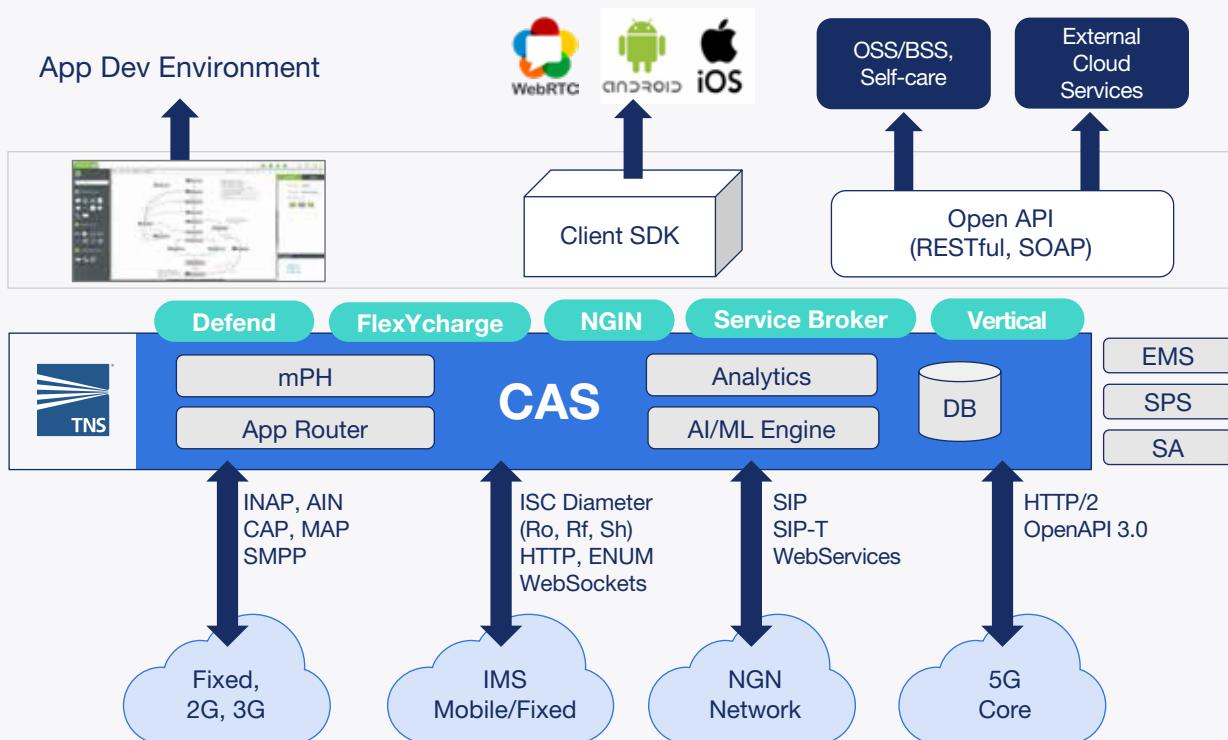 App Dev Environment
WebRTC
android
iOS
OSS/BSS,
Self-care
External
Cloud
Services
Client SDK
Open API
(RESTful, SOAP)
Defend
FlexYcharge
NGIN
Service Broker
Vertical
TNS
mPH
App Router
CAS
Analytics
AI/ML Engine
DB
EMS
SPS
SA
INAP, AIN
CAP, MAP
SMPP
ISC Diameter
(Ro, Rf, Sh)
HTTP, ENUM
WebSockets
SIP
SIP-T
WebServices
HTTP/2
OpenAPI 3.0
Fixed,
2G, 3G
IMS
Mobile/Fixed
NGN
Network
5G
Core